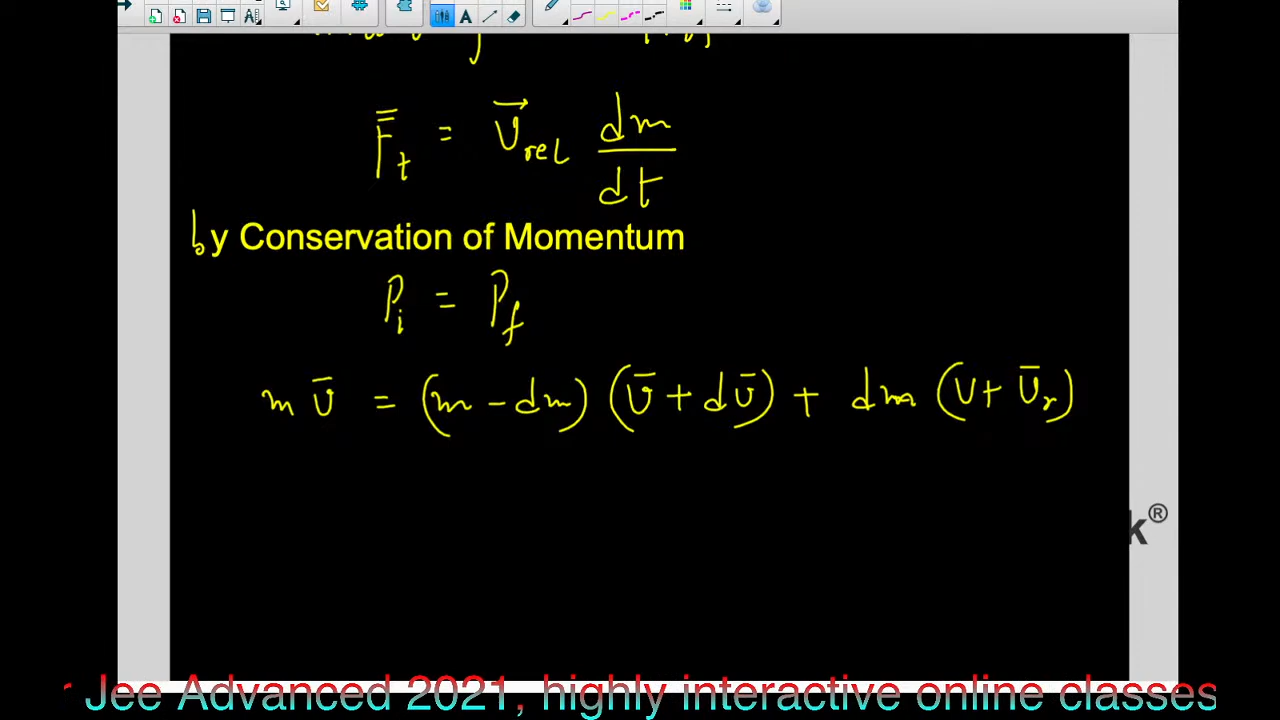 F̅t = v⃗rel dm/dt
by Conservation of Momentum
Pi = Pf
m v̅ = (m - dm) (v̅ + dv̅) + dm (v + v̅r)
k®
Jee Advanced 2021, highly interactive online classes